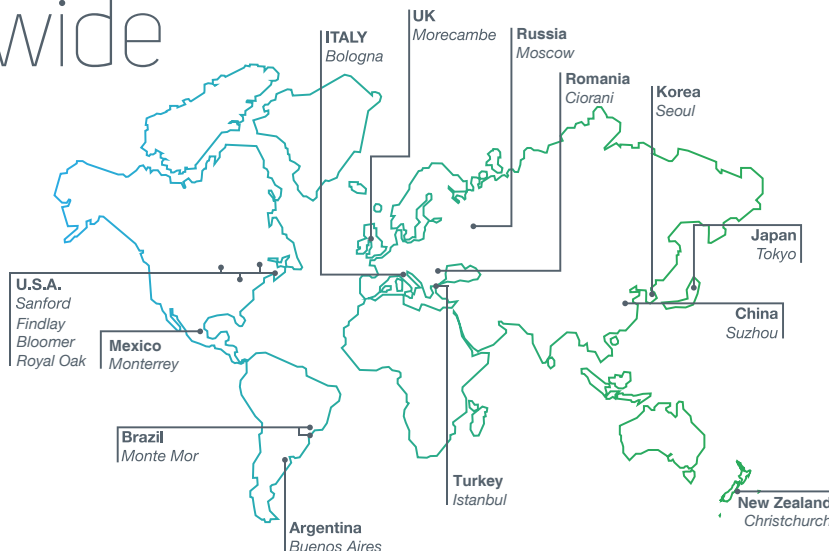 wide
UK
Morecambe
ITALY
Bologna
Russia
Moscow
Romania
Ciorani
Korea
Seoul
Japan
Tokyo
U.S.A.
Sanford
Findlay
Bloomer
Royal Oak
China
Suzhou
Mexico
Monterrey
Brazil
Monte Mor
Turkey
Istanbul
New Zealand
Christchurch
Argentina
Buenos Aires